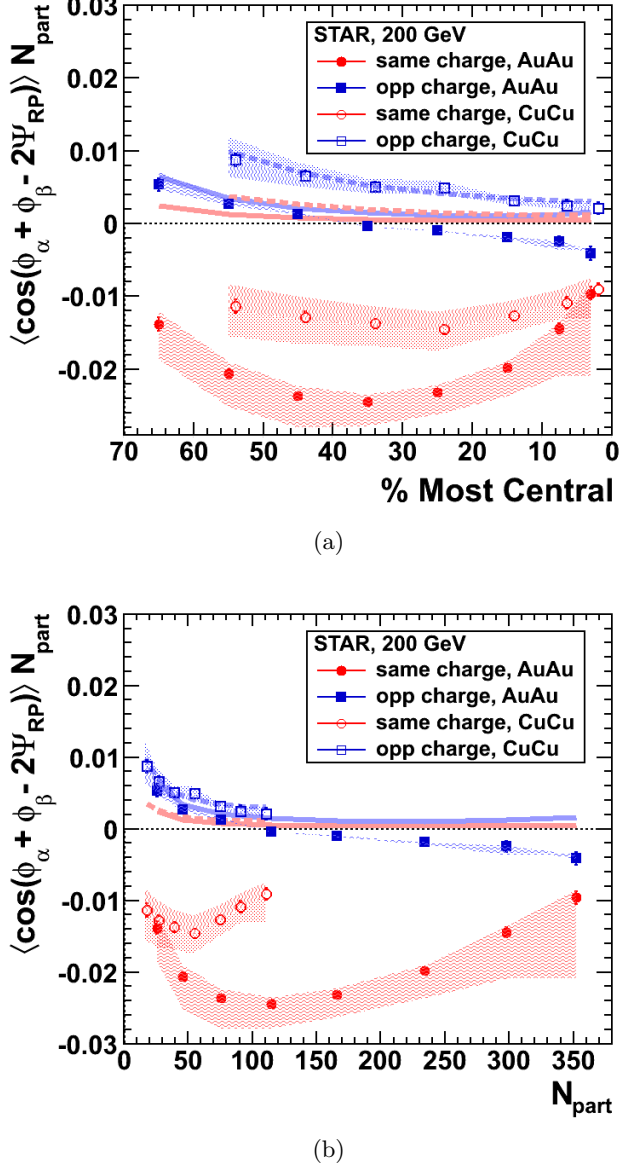 0.03
STAR, 200 GeV
same charge, AuAu
opp charge, AuAu
same charge, CuCu
opp charge, CuCu
0.02
0.01
0
-0.01
-0.02
⟨cos(ϕα + ϕβ - 2ΨRP)⟩ Npart
70 60 50 40 30 20 10 0
% Most Central
(a)
0.03
STAR, 200 GeV
same charge, AuAu
opp charge, AuAu
same charge, CuCu
opp charge, CuCu
0.02
0.01
0
-0.01
-0.02
-0.03
⟨cos(ϕα + ϕβ - 2ΨRP)⟩ Npart
0 50 100 150 200 250 300 350
Npart
(b)